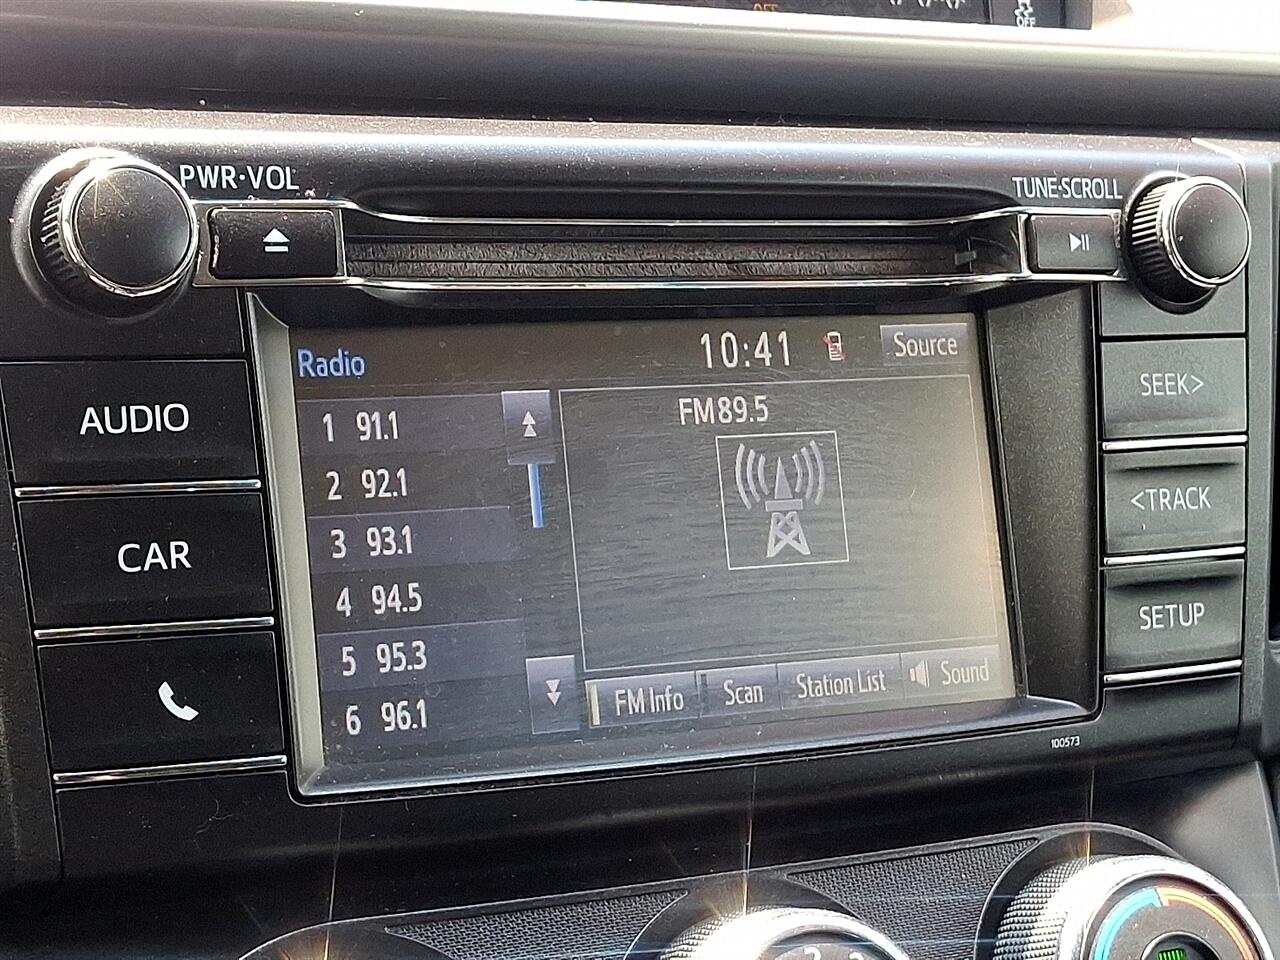 OFF
OFF
PWR·VOL
TUNE·SCROLL
Radio
10:41
Source
1 91.1
2 92.1
3 93.1
4 94.5
5 95.3
6 96.1
FM89.5
FM Info
Scan
Station List
Sound
AUDIO
CAR
SEEK>
<TRACK
SETUP
100573